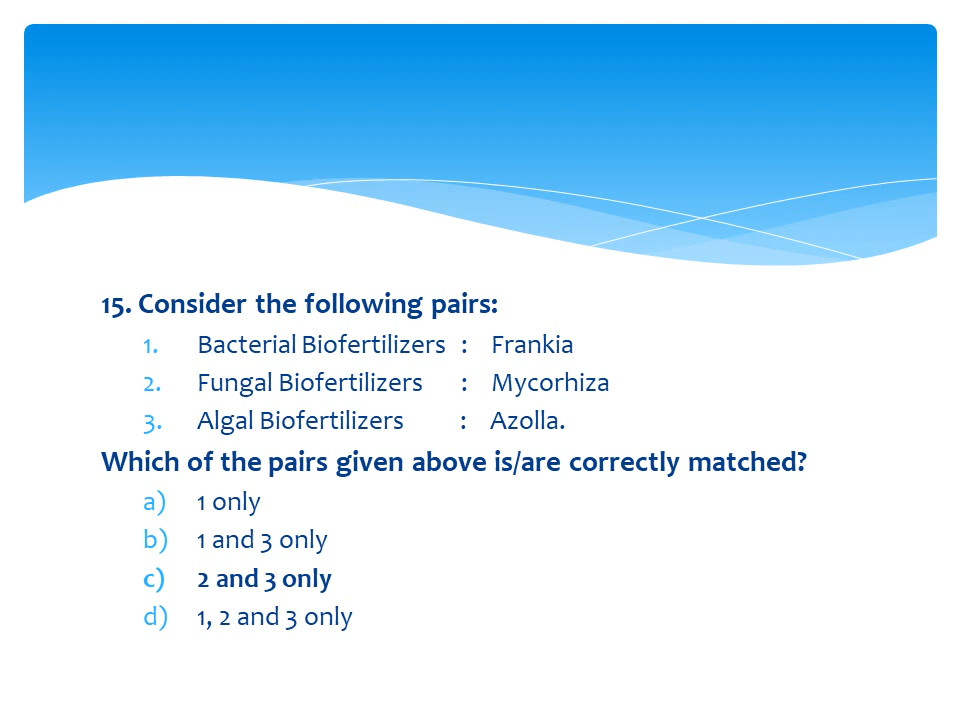 15. Consider the following pairs:
1. Bacterial Biofertilizers : Frankia
2. Fungal Biofertilizers : Mycorhiza
3. Algal Biofertilizers : Azolla.
Which of the pairs given above is/are correctly matched?
a) 1 only
b) 1 and 3 only
c) 2 and 3 only
d) 1, 2 and 3 only